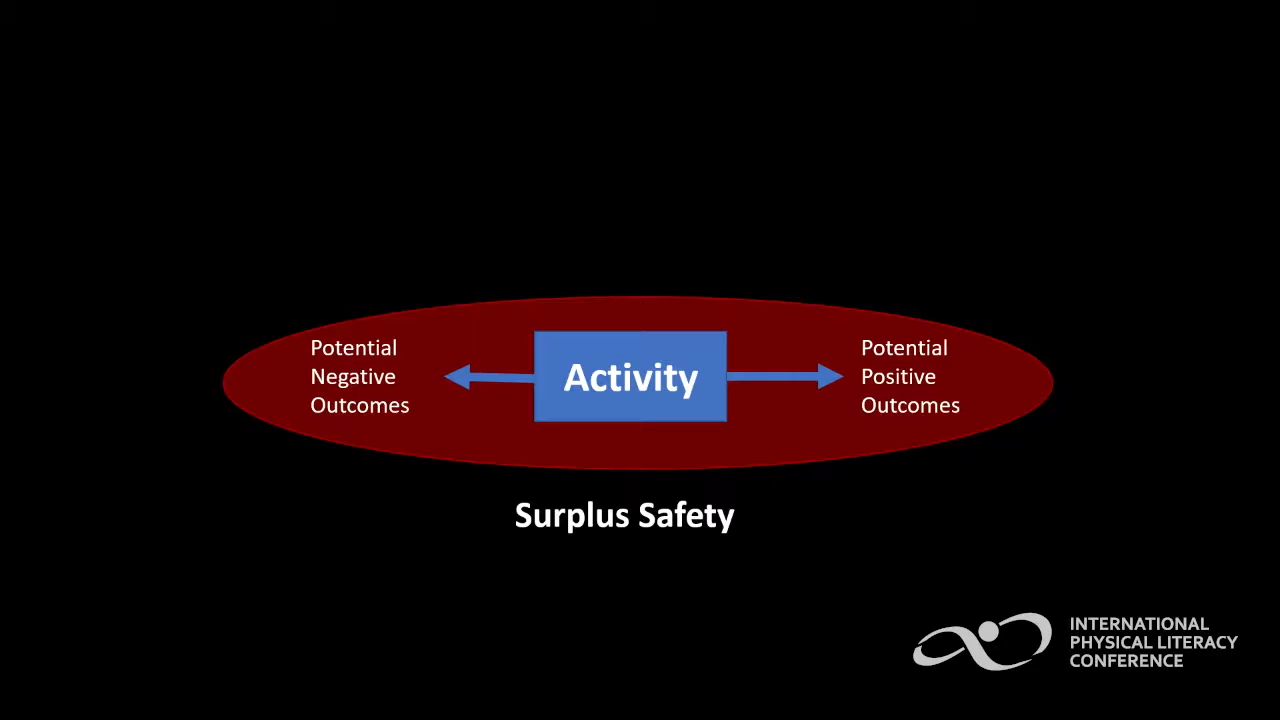 Potential
Negative
Outcomes
Activity
Potential
Positive
Outcomes
Surplus Safety
INTERNATIONAL
PHYSICAL LITERACY
CONFERENCE